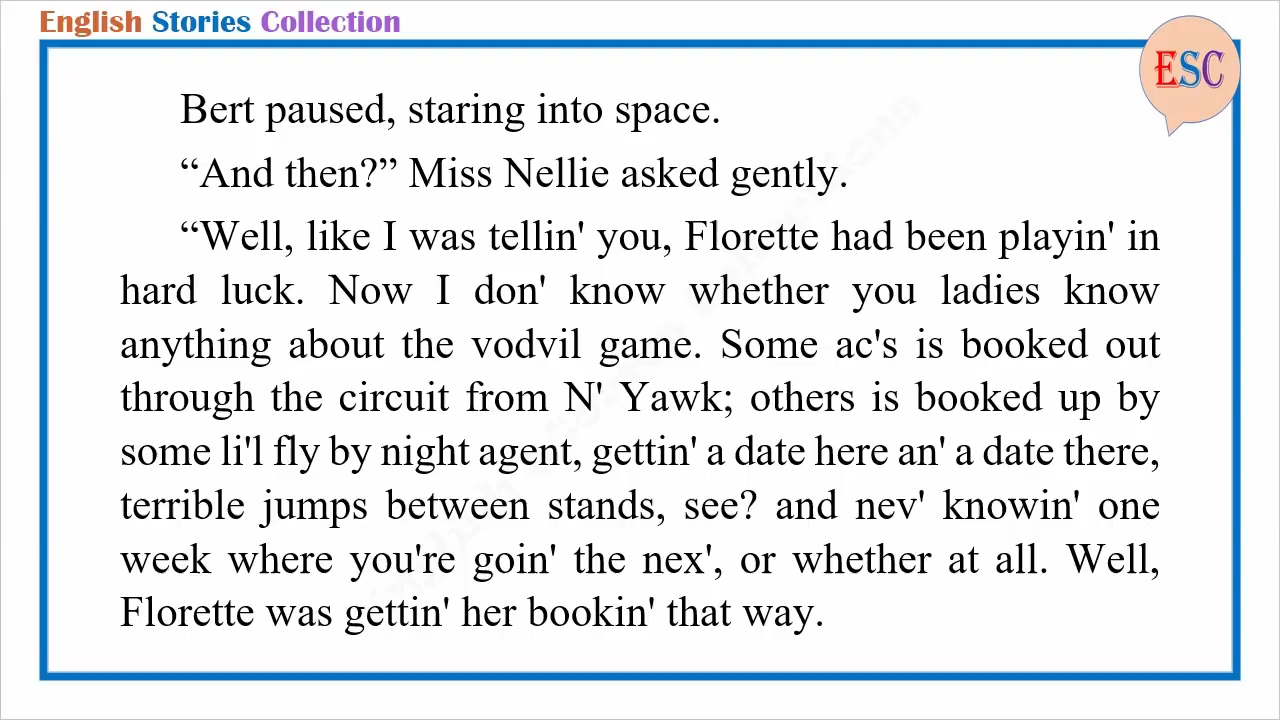 English Stories Collection
ESC
Bert paused, staring into space.
“And then?” Miss Nellie asked gently.
“Well, like I was tellin' you, Florette had been playin' in
hard luck. Now I don' know whether you ladies know
anything about the vodvil game. Some ac's is booked out
through the circuit from N' Yawk; others is booked up by
some li'l fly by night agent, gettin' a date here an' a date there,
terrible jumps between stands, see? and nev' knowin' one
week where you're goin' the nex', or whether at all. Well,
Florette was gettin' her bookin' that way.